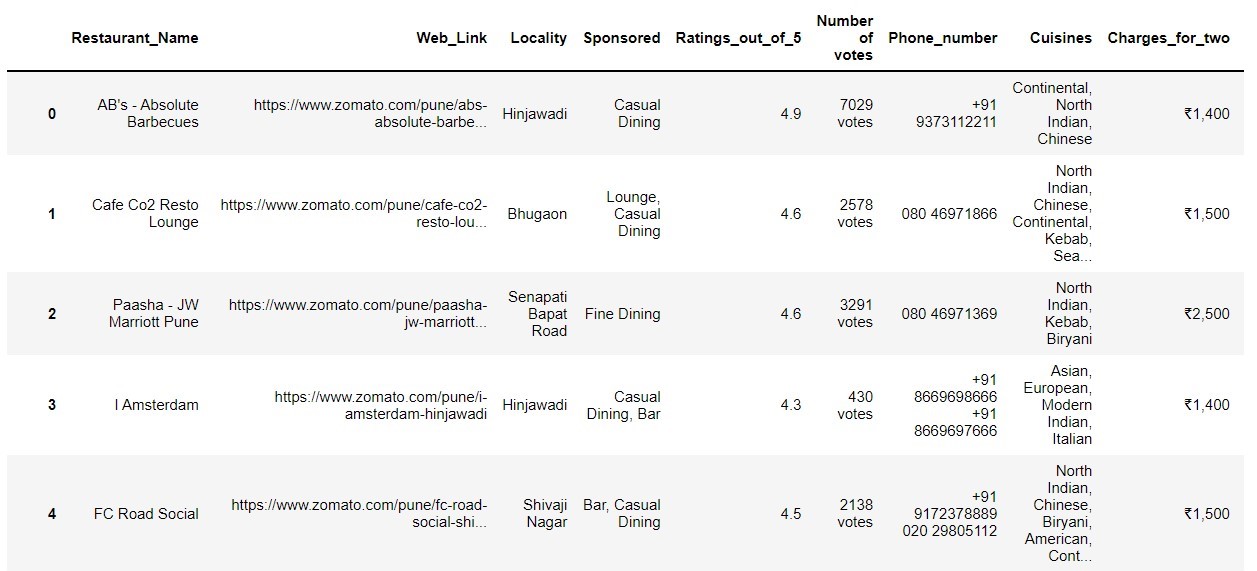 Restaurant_Name Web_Link Locality Sponsored Ratings_out_of_5 Number of votes Phone_number Cuisines Charges_for_two
0 AB's - Absolute Barbecues https://www.zomato.com/pune/abs-absolute-barbe... Hinjawadi Casual Dining 4.9 7029 votes +91 9373112211 Continental, North Indian, Chinese ₹1,400
1 Cafe Co2 Resto Lounge https://www.zomato.com/pune/cafe-co2-resto-lou... Bhugaon Lounge, Casual Dining 4.6 2578 votes 080 46971866 North Indian, Chinese, Continental, Kebab, Sea... ₹1,500
2 Paasha - JW Marriott Pune https://www.zomato.com/pune/paasha-jw-marriott... Senapati Bapat Road Fine Dining 4.6 3291 votes 080 46971369 North Indian, Kebab, Biryani ₹2,500
3 I Amsterdam https://www.zomato.com/pune/i-amsterdam-hinjawadi Hinjawadi Casual Dining, Bar 4.3 430 votes +91 8669698666 +91 8669697666 Asian, European, Modern Indian, Italian ₹1,400
4 FC Road Social https://www.zomato.com/pune/fc-road-social-shi... Shivaji Nagar Bar, Casual Dining 4.5 2138 votes +91 9172378889 020 29805112 North Indian, Chinese, Biryani, American, Cont... ₹1,500